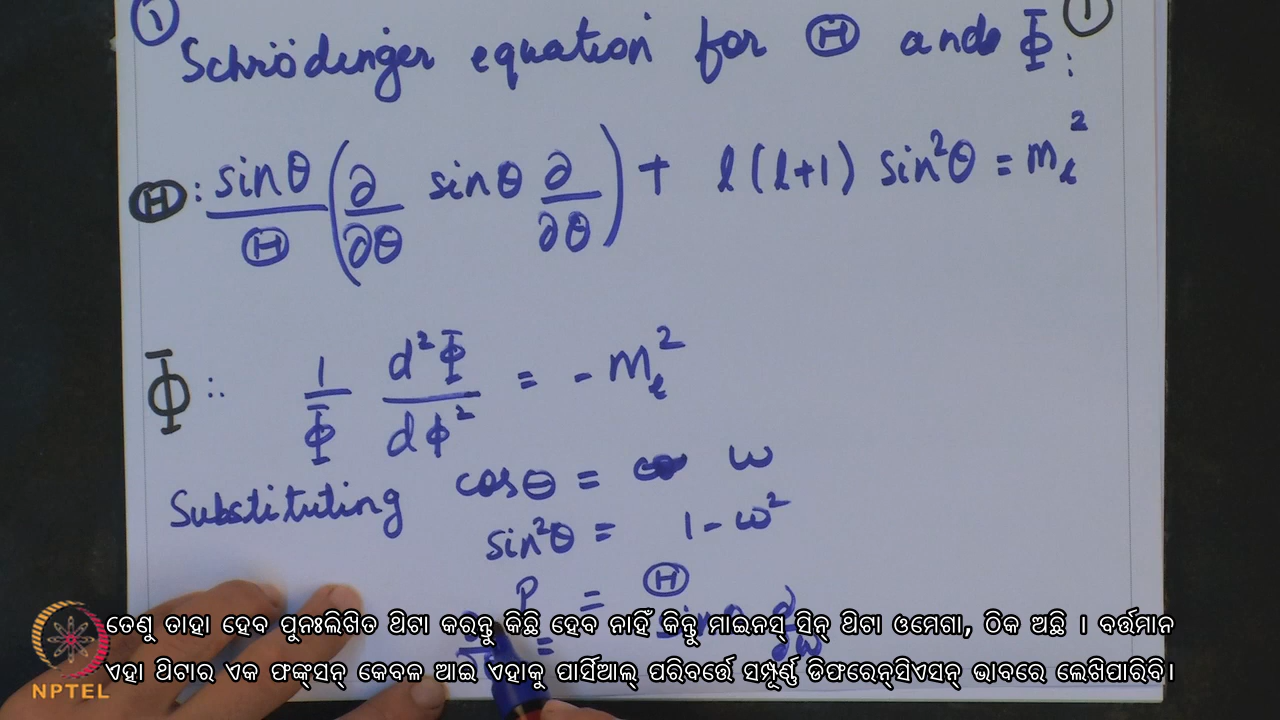 ① ①
Schrödinger equation for Ⓗ and Φ :
Ⓗ : sinθ/Ⓗ (∂/∂θ sinθ ∂/∂θ) + l(l+1) sin²θ = m_l²
Φ :: 1/Φ d²Φ/dφ² = - m_l²
Substituting cosθ = ω
sin²θ = 1-ω²
P = Ⓗ
ତେଣୁ ତାହା ହେବ ପୁନଃଲିଖିତ ଥିଟା କରନ୍ତୁ କିଛି ହେବ ନାହିଁ କିନ୍ତୁ ମାଇନସ୍ ସିନ୍ ଥିଟା ଓମେଗା, ଠିକ ଅଛି । ବର୍ତ୍ତମାନ
ଏହା ଥିଟାର ଏକ ଫଙ୍କ୍ସନ୍ କେବଳ ଆଇ ଏହାକୁ ପାର୍ସିଆଲ୍ ପରିବର୍ତ୍ତେ ସମ୍ପୂର୍ଣ୍ଣ ଡିଫରେନ୍ସିଏସନ୍ ଭାବରେ ଲେଖିପାରିବି।
NPTEL